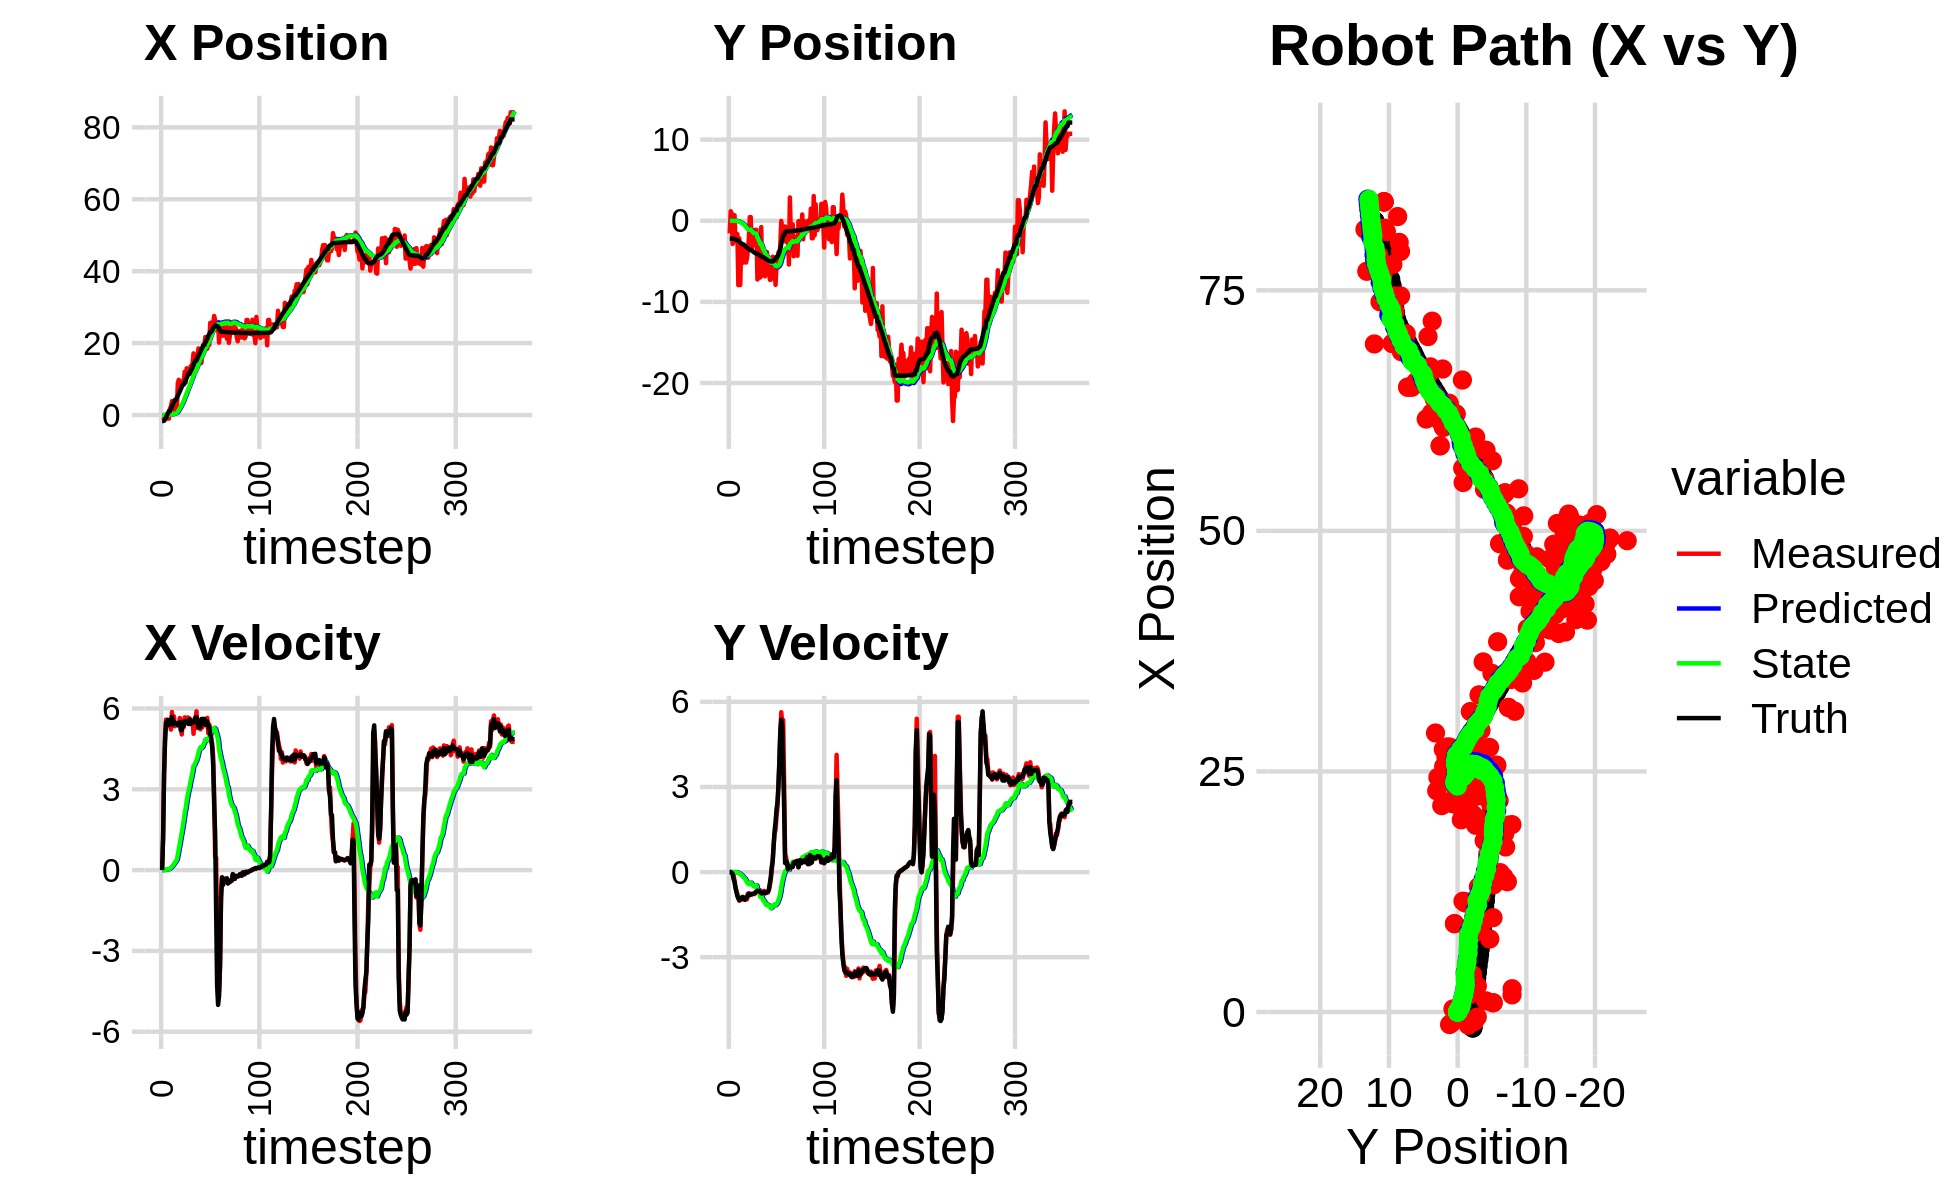 X Position
80
60
40
20
0
0
100
200
300
timestep
Y Position
10
0
-10
-20
0
100
200
300
timestep
X Velocity
6
3
0
-3
-6
0
100
200
300
timestep
Y Velocity
6
3
0
-3
0
100
200
300
timestep
Robot Path (X vs Y)
X Position
75
50
25
0
20 10 0 -10 -20
Y Position
variable
Measured
Predicted
State
Truth